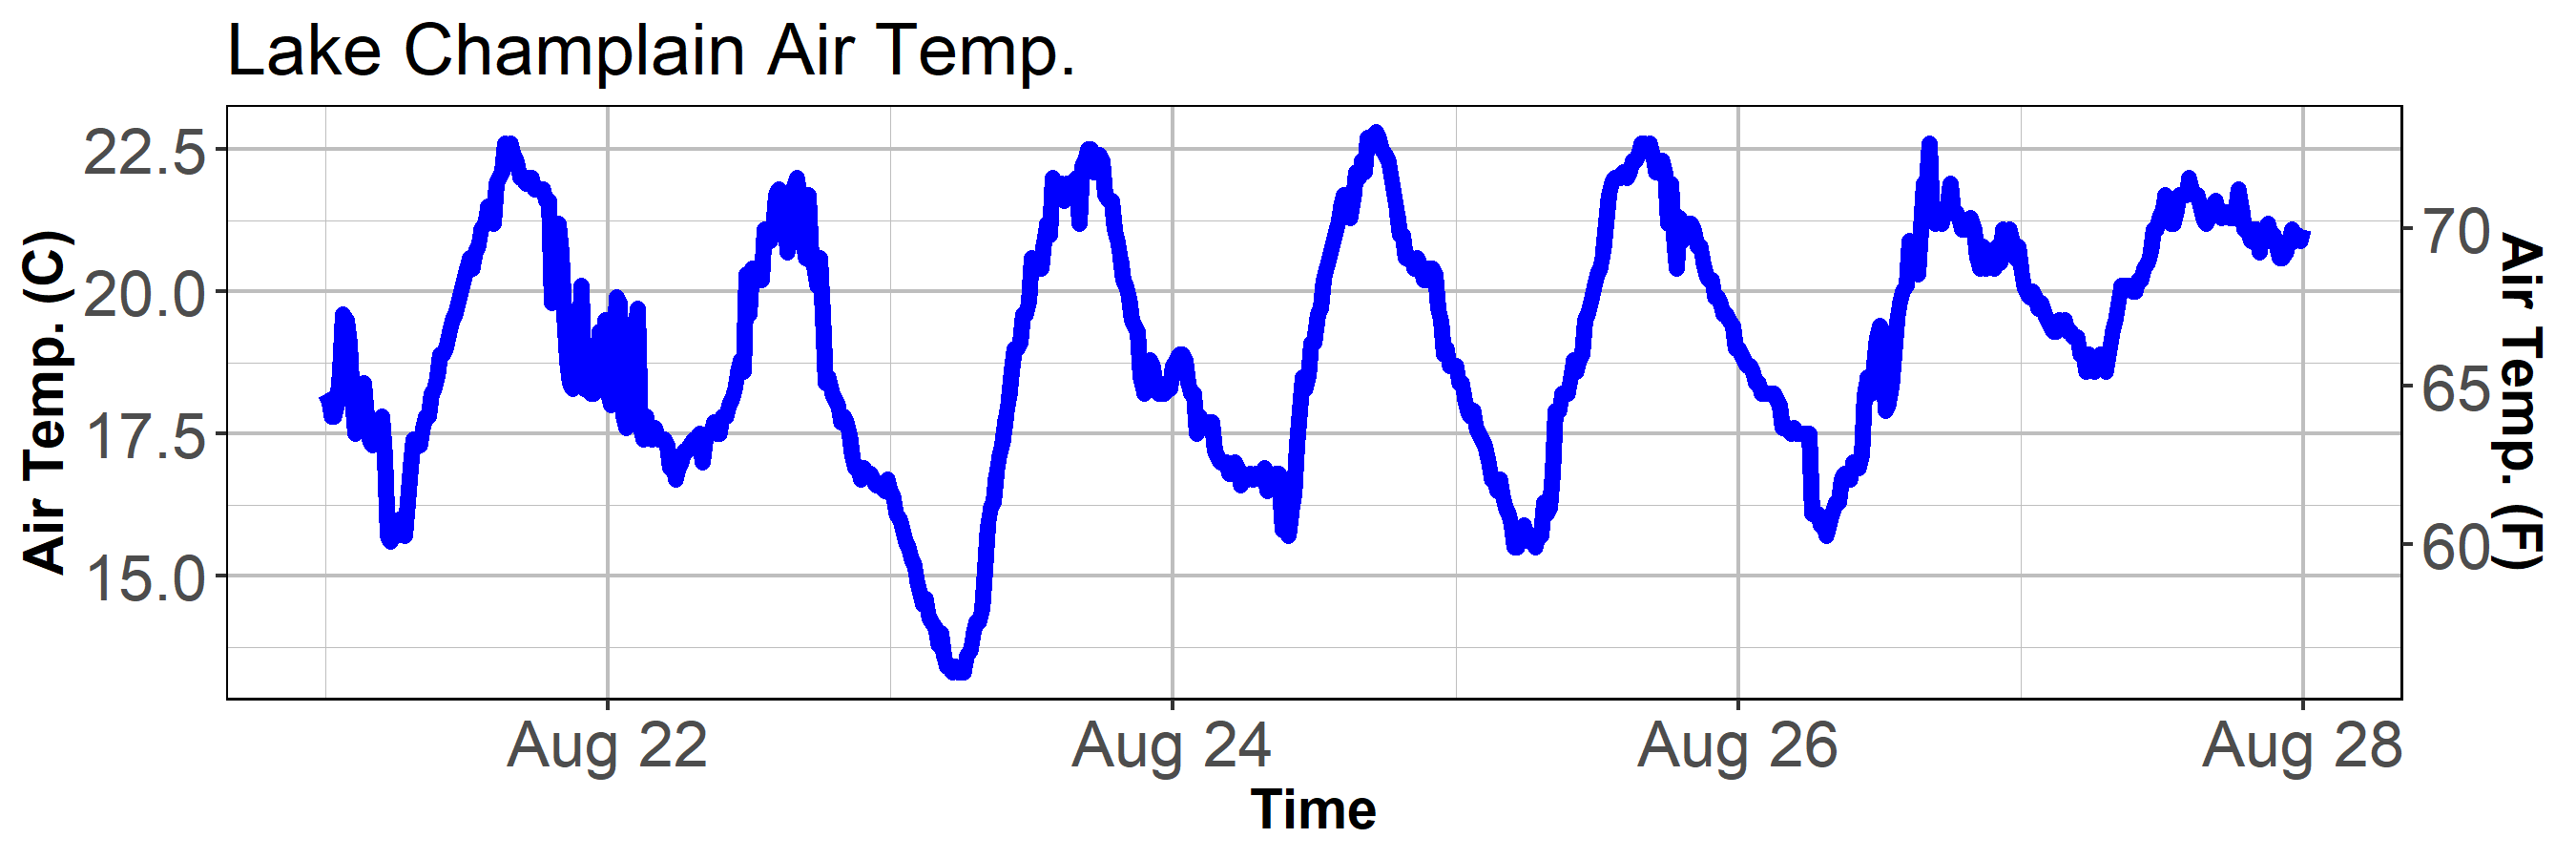 Lake Champlain Air Temp.
Air Temp. (C)
22.5
20.0
17.5
15.0
70
65
60
Air Temp. (F)
Aug 22 Aug 24 Aug 26 Aug 28
Time